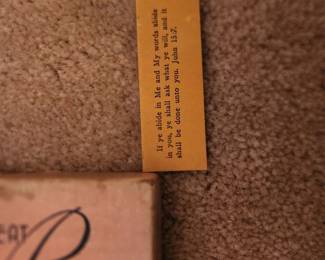 If ye abide in Me and My words abide
in you, ye shall ask what ye will, and it
shall be done unto you. John 15:7.